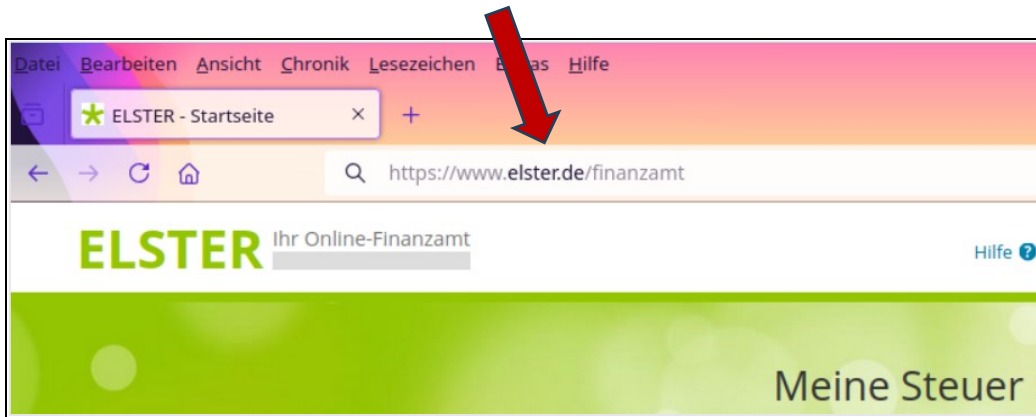 Datei Bearbeiten Ansicht Chronik Lesezeichen Hilfe
ELSTER - Startseite
https://www.elster.de/finanzamt
ELSTER Ihr Online-Finanzamt
Hilfe ?
Meine Steuer